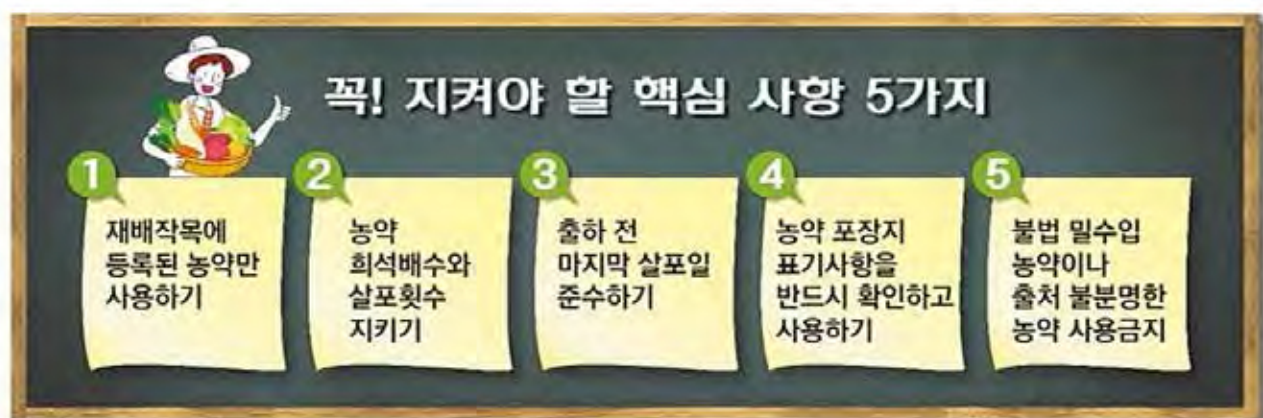 꼭! 지켜야 할 핵심 사항 5가지
1
재배작목에
등록된 농약만
사용하기
2
농약
희석배수와
살포횟수
지키기
3
출하 전
마지막 살포일
준수하기
4
농약 포장지
표기사항을
반드시 확인하고
사용하기
5
불법 밀수입
농약이나
출처 불분명한
농약 사용금지